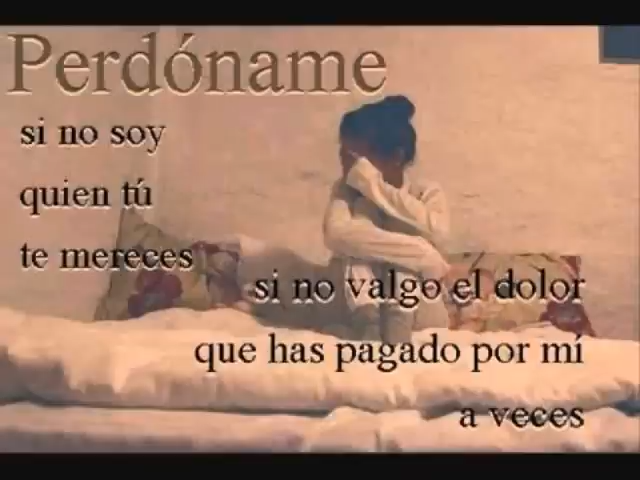 Perdóname
si no soy
quien tú
te mereces
si no valgo el dolor
que has pagado por mí
a veces